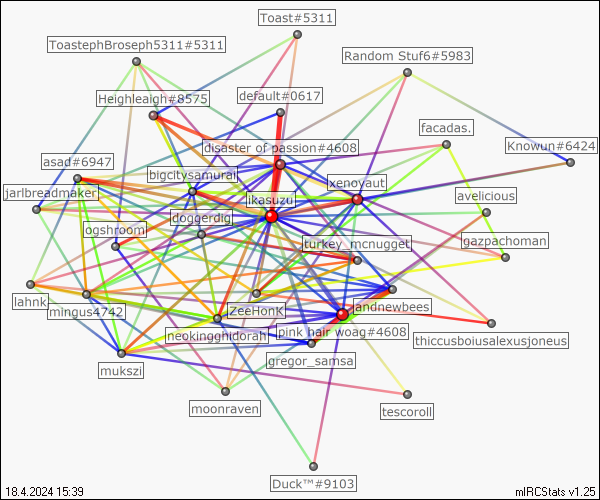 Toast#5311
ToastephBroseph5311#5311
Random Stuf6#5983
Heighleaigh#8575
default#0617
facadas.
disaster of passion#4608
Knowun#6424
asad#6947
bigcitysamurai
xenoyaut
jarlbreadmaker
ikasuzu
avelicious
doggerdig
ogshroom
turkey_mcnugget
gazpachoman
lahnk
mingus4742
ZeeHonK
landnewbees
neokingghidorah
pink hair woag#4608
thiccusboiusalexusjoneus
mukszi
gregor_samsa
moonraven
tescoroll
Duck™#9103
18.4.2024 15:39
mIRCStats v1.25